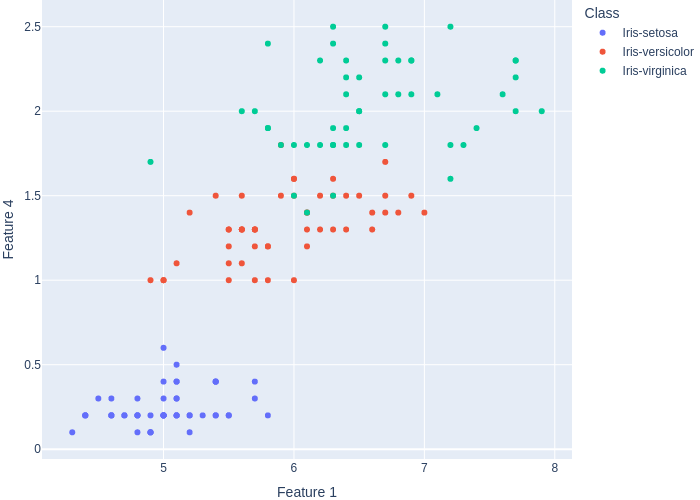 2.5
2
1.5
1
0.5
0
Feature 4
5
6
7
8
Feature 1
Class
Iris-setosa
Iris-versicolor
Iris-virginica